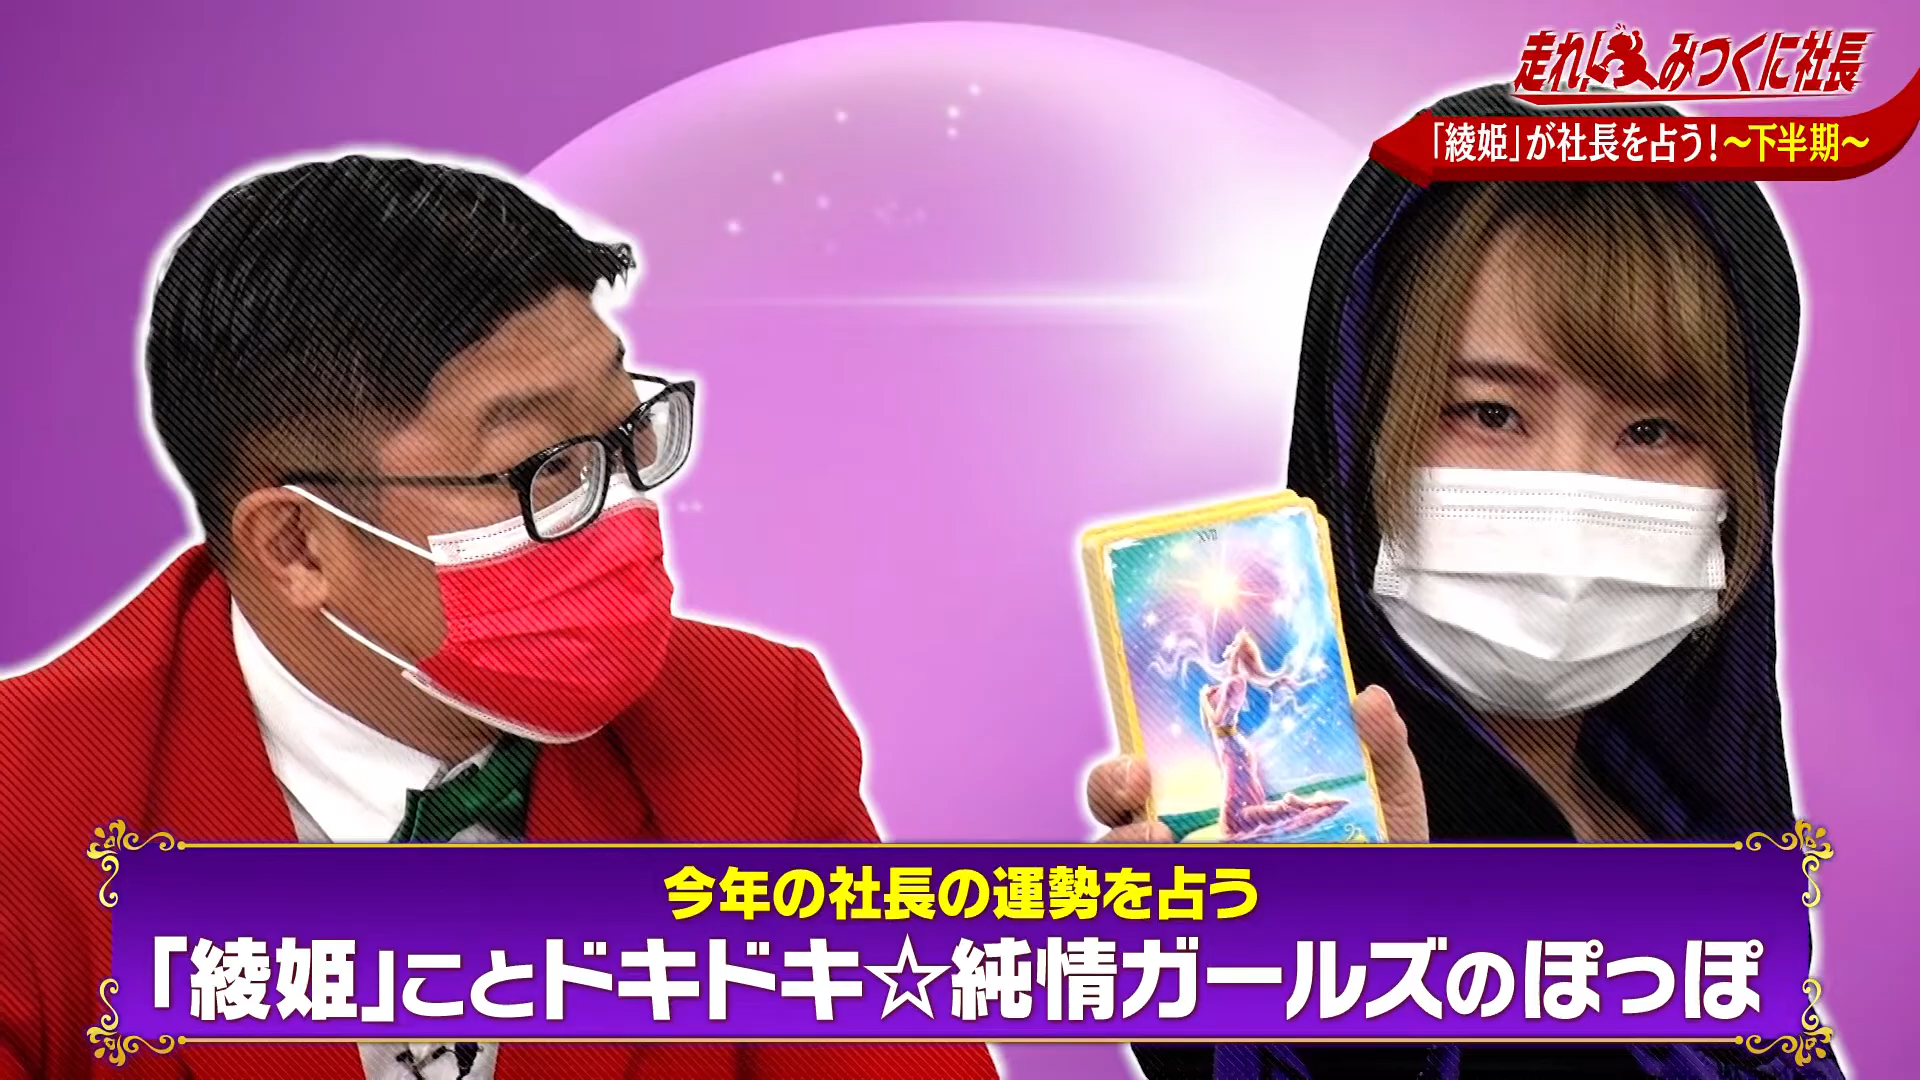 走れ!みつくに社長
「綾姫」が社長を占う!～下半期～
XVII
今年の社長の運勢を占う
「綾姫」ことドキドキ☆純情ガールズのぽっぽ